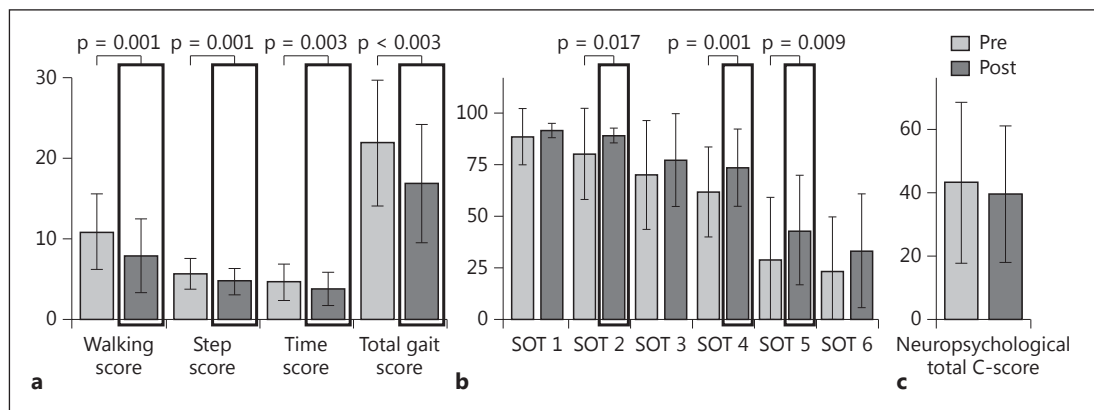 p = 0.001 p = 0.001 p = 0.003 p < 0.003
30
20
10
0
Walking score
Step score
Time score
Total gait score
a
p = 0.017 p = 0.001 p = 0.009
100
75
50
25
0
SOT 1 SOT 2 SOT 3 SOT 4 SOT 5 SOT 6
b
Pre
Post
60
40
20
0
Neuropsychological
total C-score
c